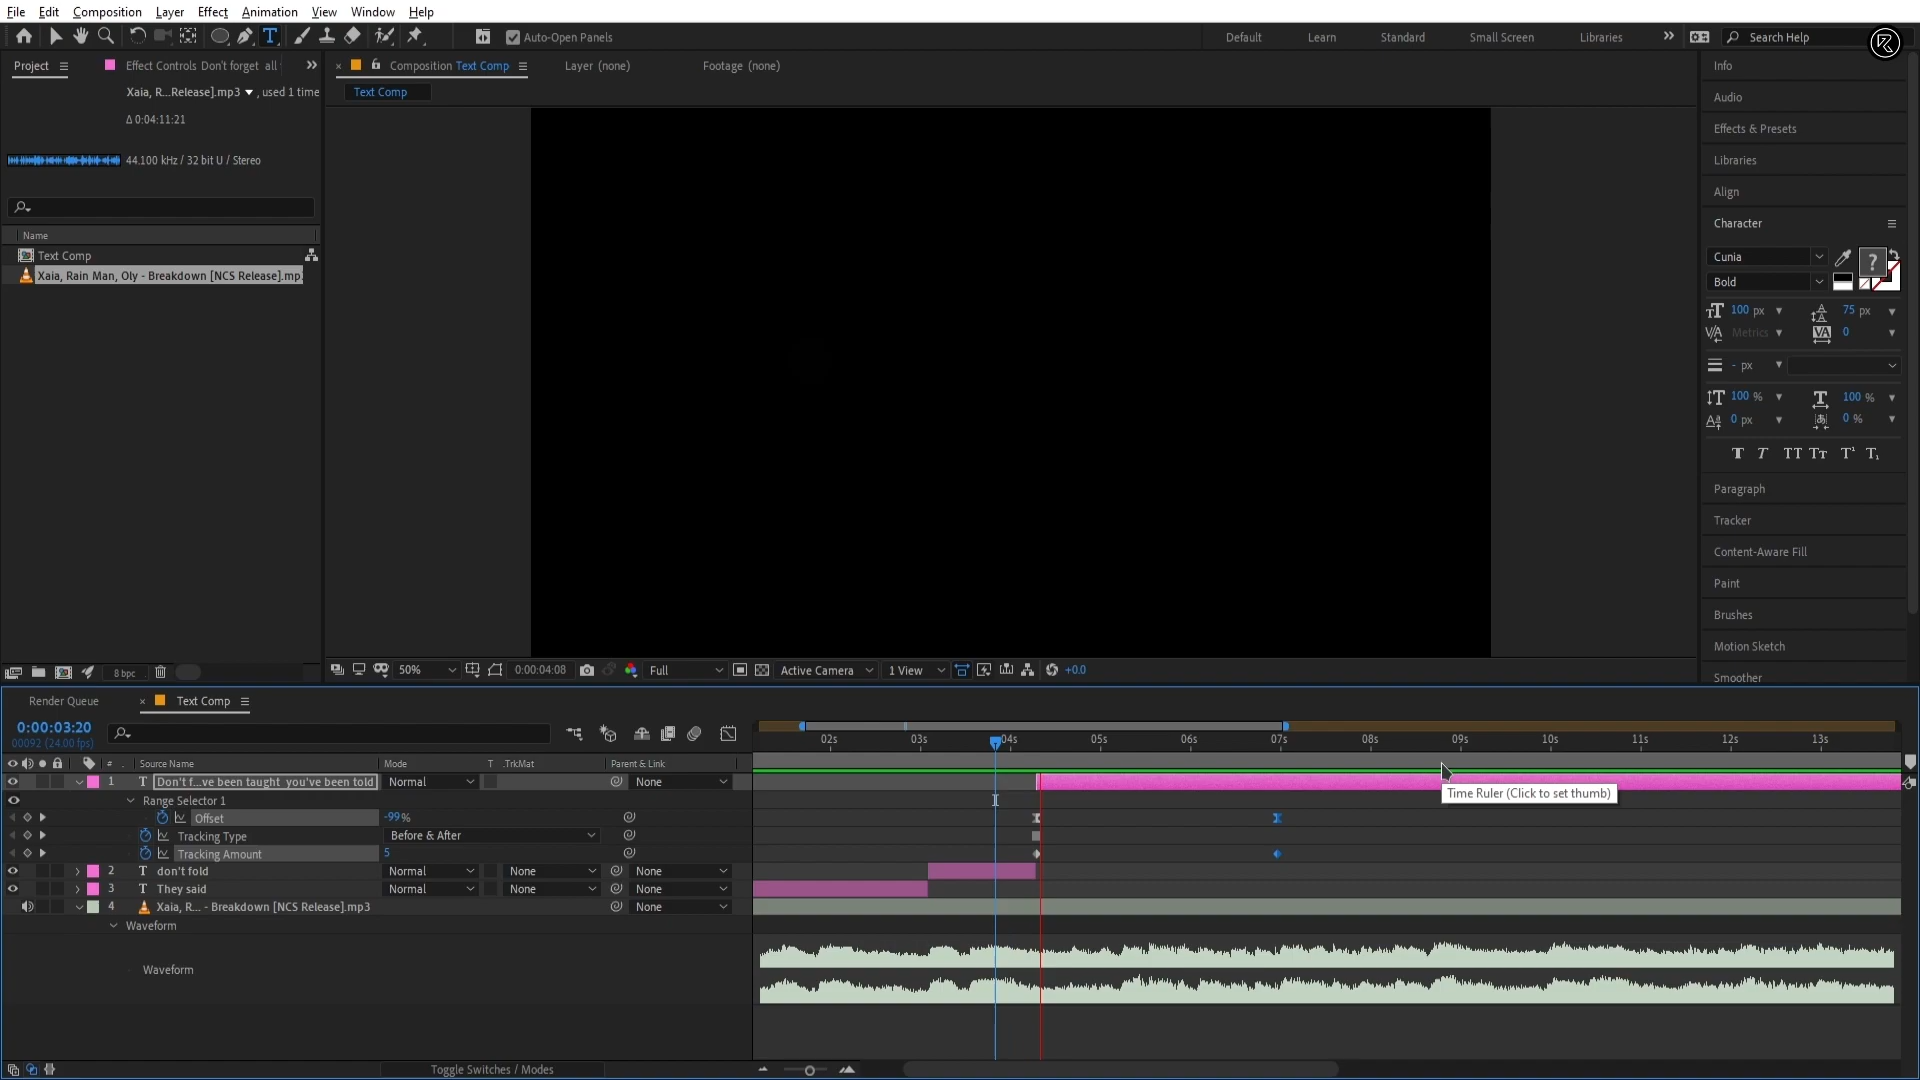 File Edit Composition Layer Effect Animation View Window Help
Auto-Open Panels Default Learn Standard Small Screen Libraries Search Help
Project Effect Controls Don't forget all Composition Text Comp Layer (none) Footage (none) Info
Xaia, R...Release].mp3 , used 1 time Text Comp Audio
Δ 0:04:11:21
Effects & Presets
44.100 kHz / 32 bit U / Stereo Libraries
Align
Character
Name
Text Comp Cunia
Xaia, Rain Man, Oly - Breakdown [NCS Release].mp Bold
100 px 75 px
Metrics 0
- px
100 % 100 %
0 px 0 %
Paragraph
Tracker
Content-Aware Fill
Paint
Brushes
Motion Sketch
8 bpc 50% 0:00:04:08 Full Active Camera 1 View +0.0 Smoother
Render Queue Text Comp
0:00:03:20
00092 (24.00 fps) 02s 03s 04s 05s 06s 07s 08s 09s 10s 11s 12s 13s
# Source Name Mode T .TrkMat Parent & Link
1 T Don't f...ve been taught you've been told Normal None
Time Ruler (Click to set thumb)
Range Selector 1
Offset -99%
Tracking Type Before & After
Tracking Amount 5
2 T don't fold Normal None None
3 T They said Normal None None
4 Xaia, R... - Breakdown [NCS Release].mp3 None
Waveform
Waveform
Toggle Switches / Modes